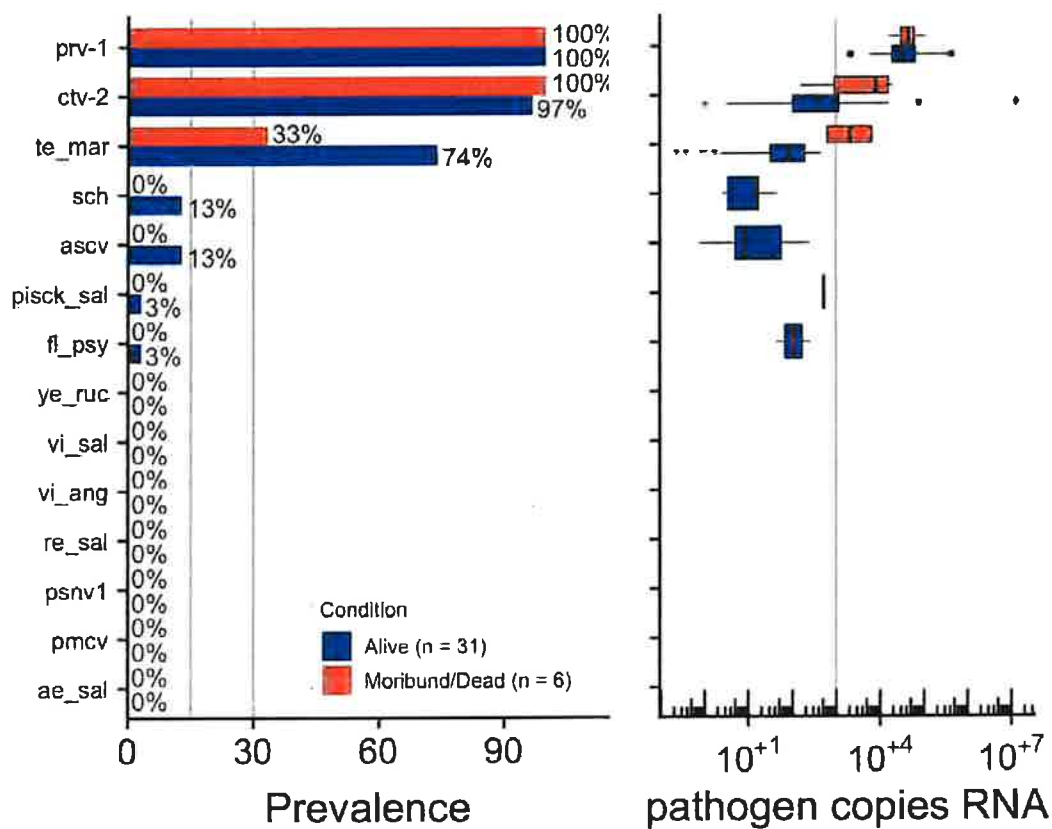 prv-1
100%
100%
ctv-2
100%
97%
te_mar
33%
74%
sch
0%
13%
ascv
0%
13%
pisck_sal
0%
3%
fl_psy
0%
3%
ye_ruc
0%
0%
vi_sal
0%
0%
vi_ang
0%
0%
re_sal
0%
0%
psnv1
0%
0%
pmcv
0%
0%
ae_sal
0%
0%
Condition
Alive (n = 31)
Moribund/Dead (n = 6)
0 30 60 90
Prevalence
10+1 10+4 10+7
pathogen copies RNA